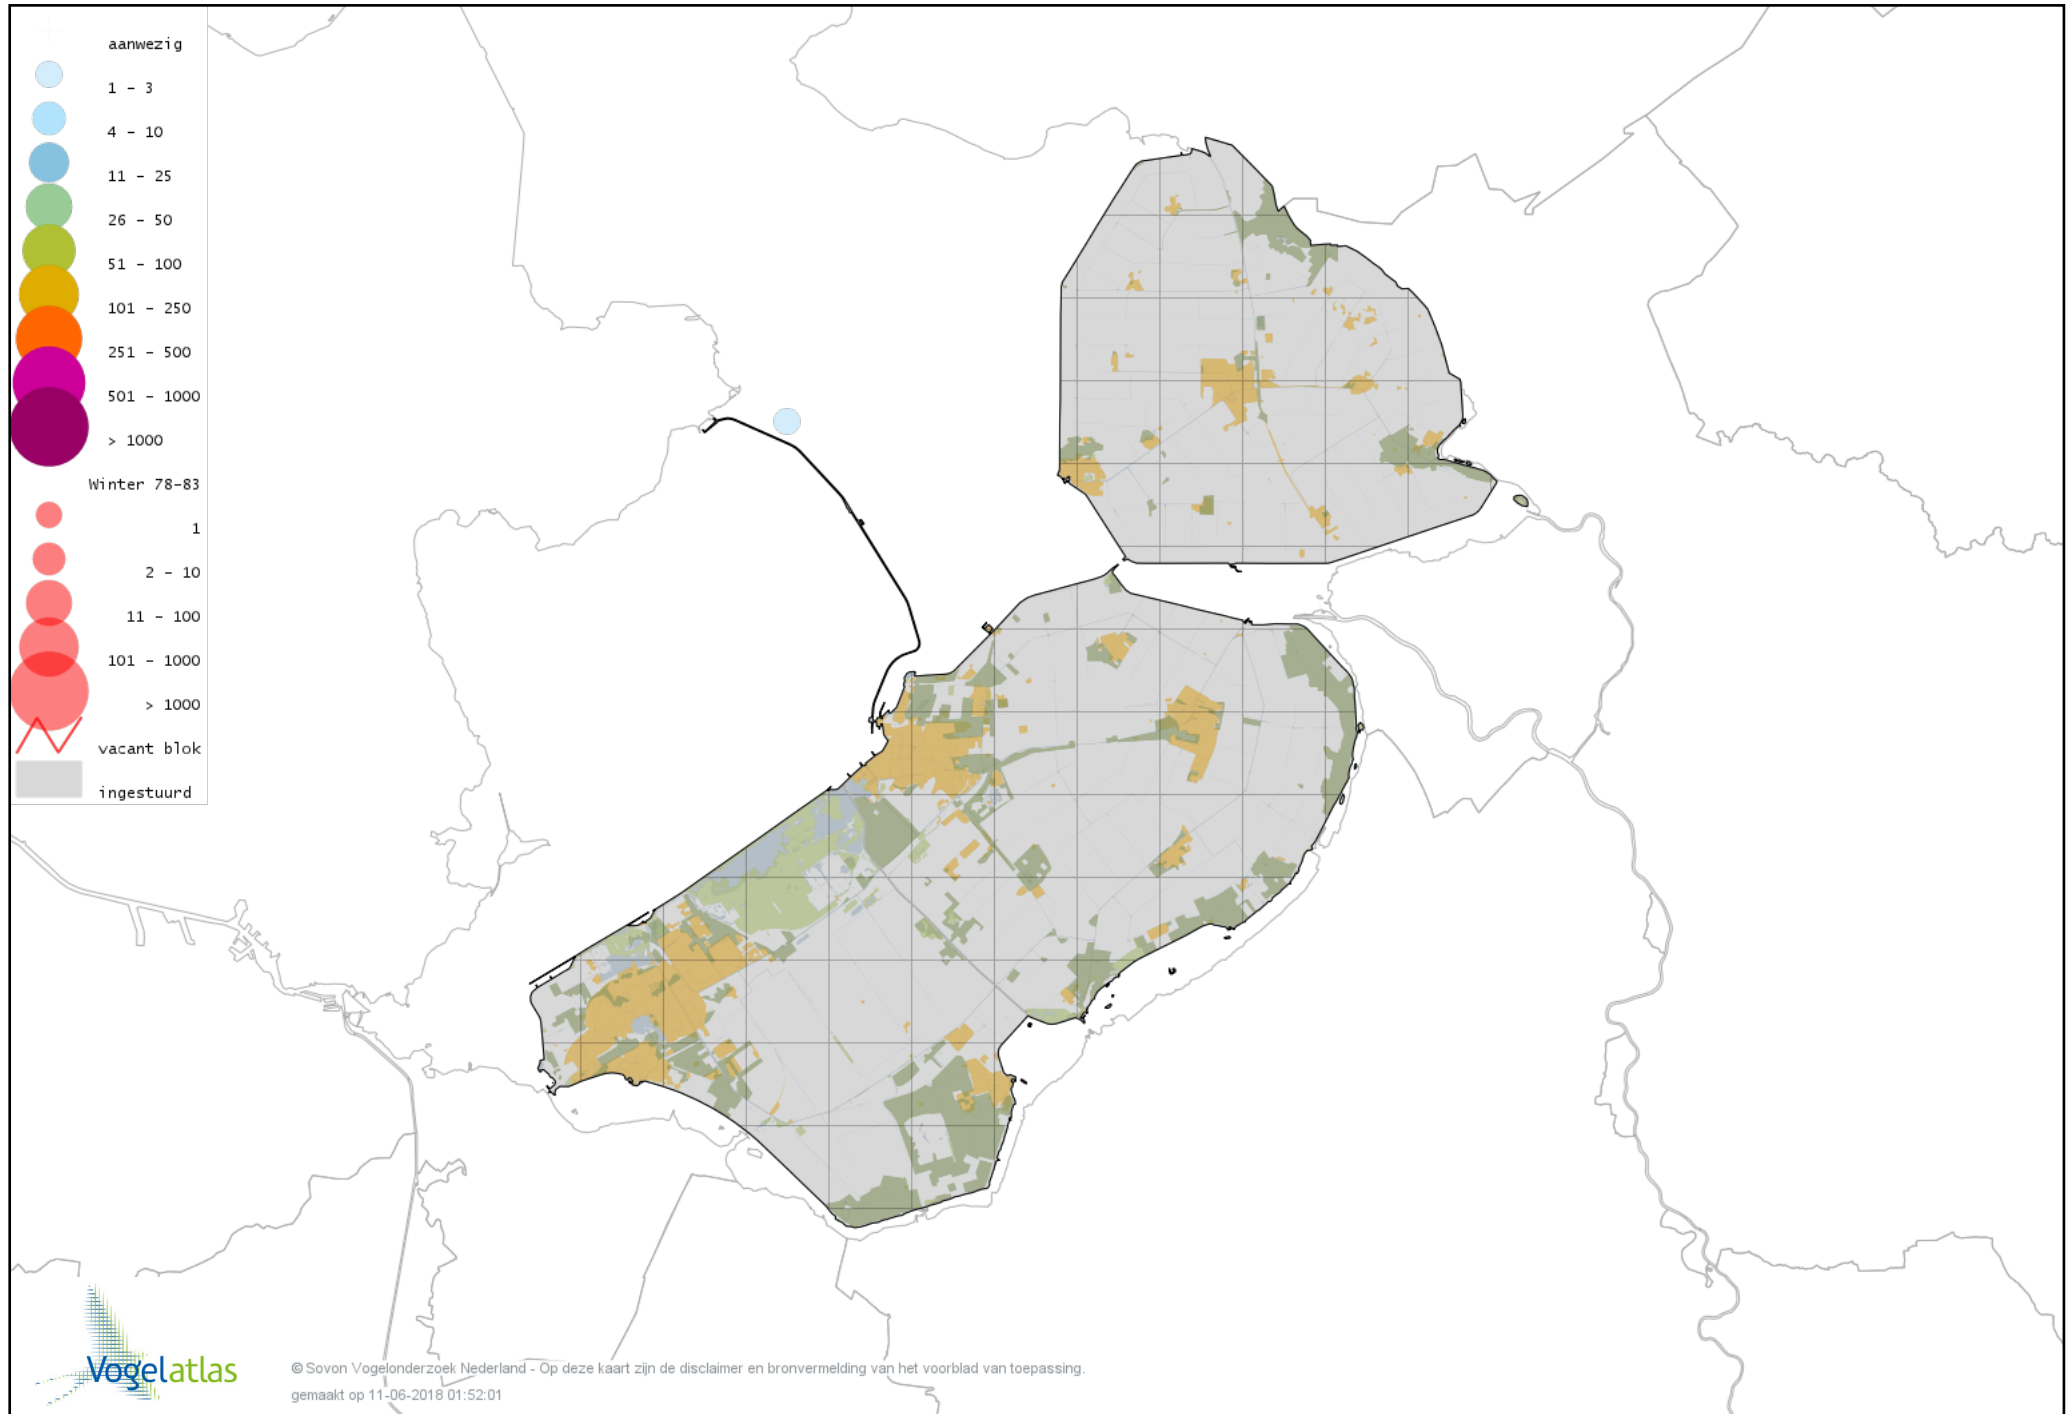 aanwezig
1 - 3
4 - 10
11 - 25
26 - 50
51 - 100
101 - 250
251 - 500
501 - 1000
> 1000
Winter 78-83
1
2 - 10
11 - 100
101 - 1000
> 1000
vacant blok
ingestuurd
Vogelatlas
© Sovon Vogelonderzoek Nederland - Op deze kaart zijn de disclaimer en bronvermelding van het voorblad van toepassing.
gemaakt op 11-06-2018 01:52:01